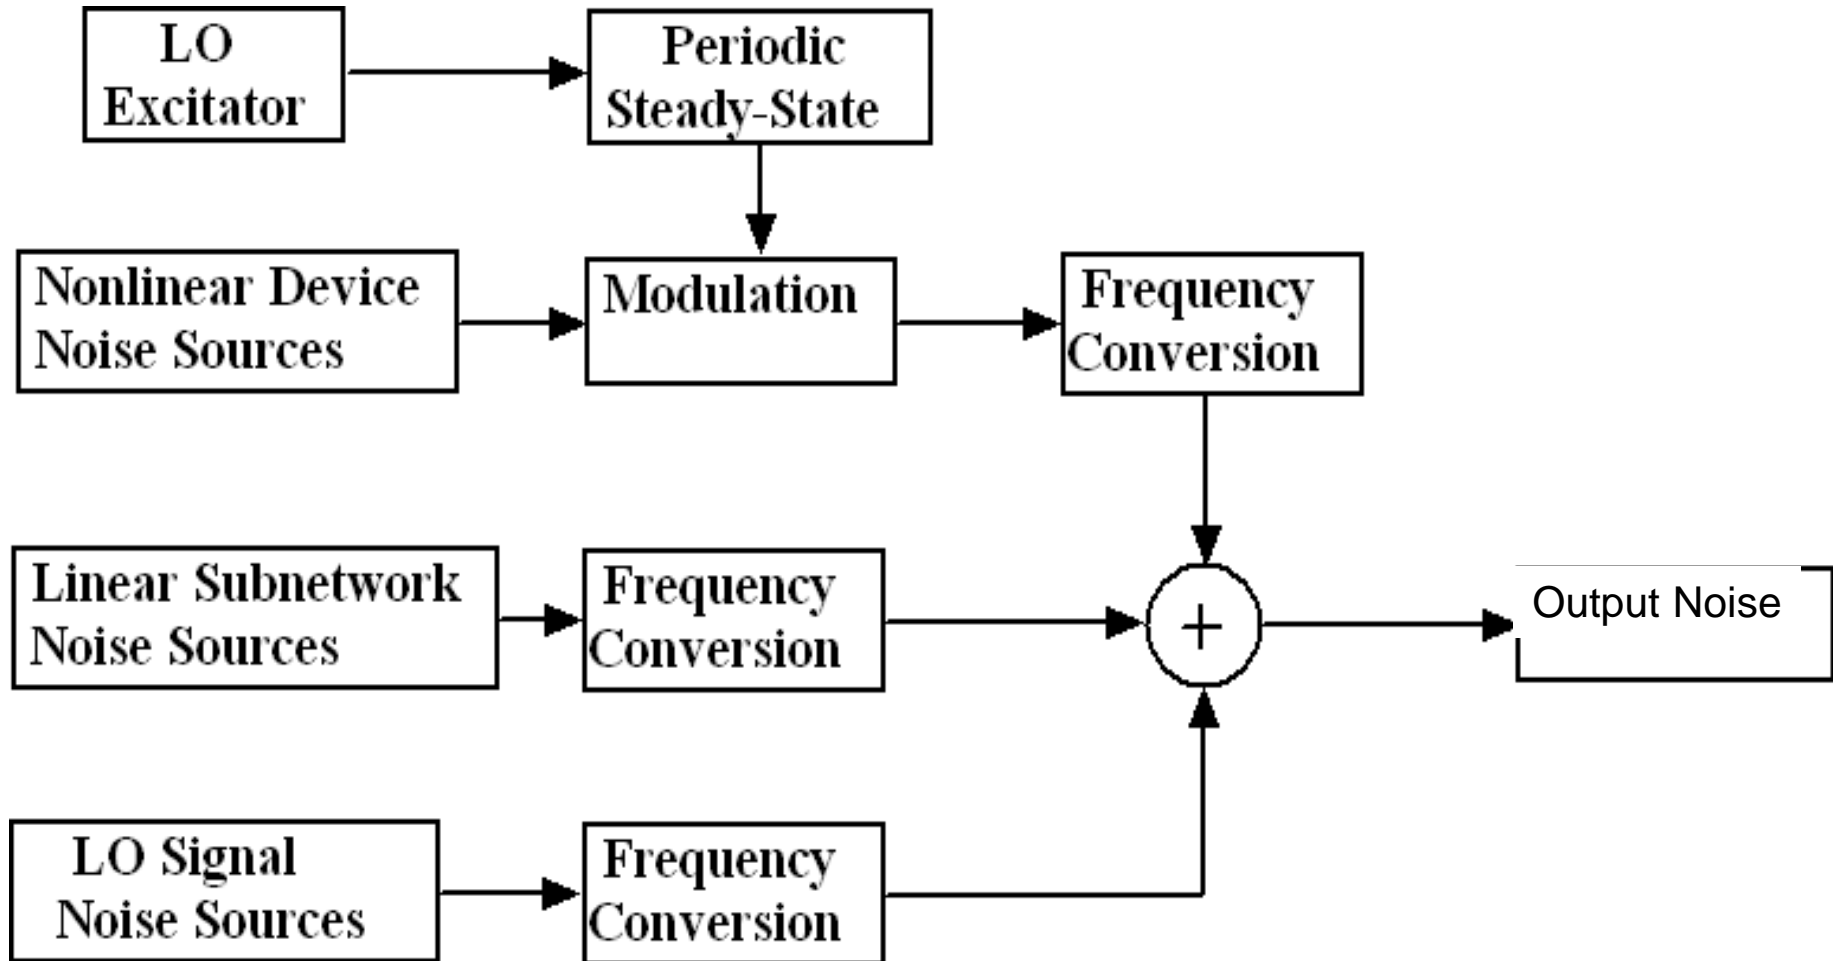 LO
Excitator
Periodic
Steady-State
Nonlinear Device
Noise Sources
Modulation
Frequency
Conversion
Linear Subnetwork
Noise Sources
Frequency
Conversion
+
Output Noise
LO Signal
Noise Sources
Frequency
Conversion